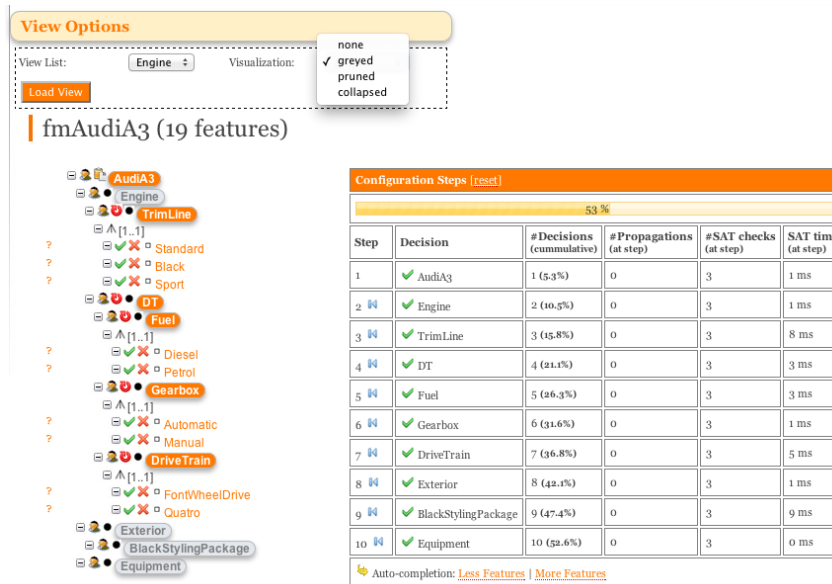 View Options
View List: Engine Visualization:
none
✓ greyed
pruned
collapsed
Load View
fmAudiA3 (19 features)
AudiA3
Engine
TrimLine
[1..1]
? Standard
? Black
? Sport
DT
Fuel
[1..1]
? Diesel
? Petrol
Gearbox
[1..1]
? Automatic
? Manual
DriveTrain
[1..1]
? FontWheelDrive
? Quatro
Exterior
BlackStylingPackage
Equipment
Configuration Steps [reset]
53 %
Step Decision #Decisions (cummulative) #Propagations (at step) #SAT checks (at step) SAT tim (at step)
1 AudiA3 1 (5.3%) 0 3 1 ms
2 Engine 2 (10.5%) 0 3 1 ms
3 TrimLine 3 (15.8%) 0 3 8 ms
4 DT 4 (21.1%) 0 3 3 ms
5 Fuel 5 (26.3%) 0 3 3 ms
6 Gearbox 6 (31.6%) 0 3 1 ms
7 DriveTrain 7 (36.8%) 0 3 5 ms
8 Exterior 8 (42.1%) 0 3 1 ms
9 BlackStylingPackage 9 (47.4%) 0 3 9 ms
10 Equipment 10 (52.6%) 0 3 0 ms
Auto-completion: Less Features | More Features